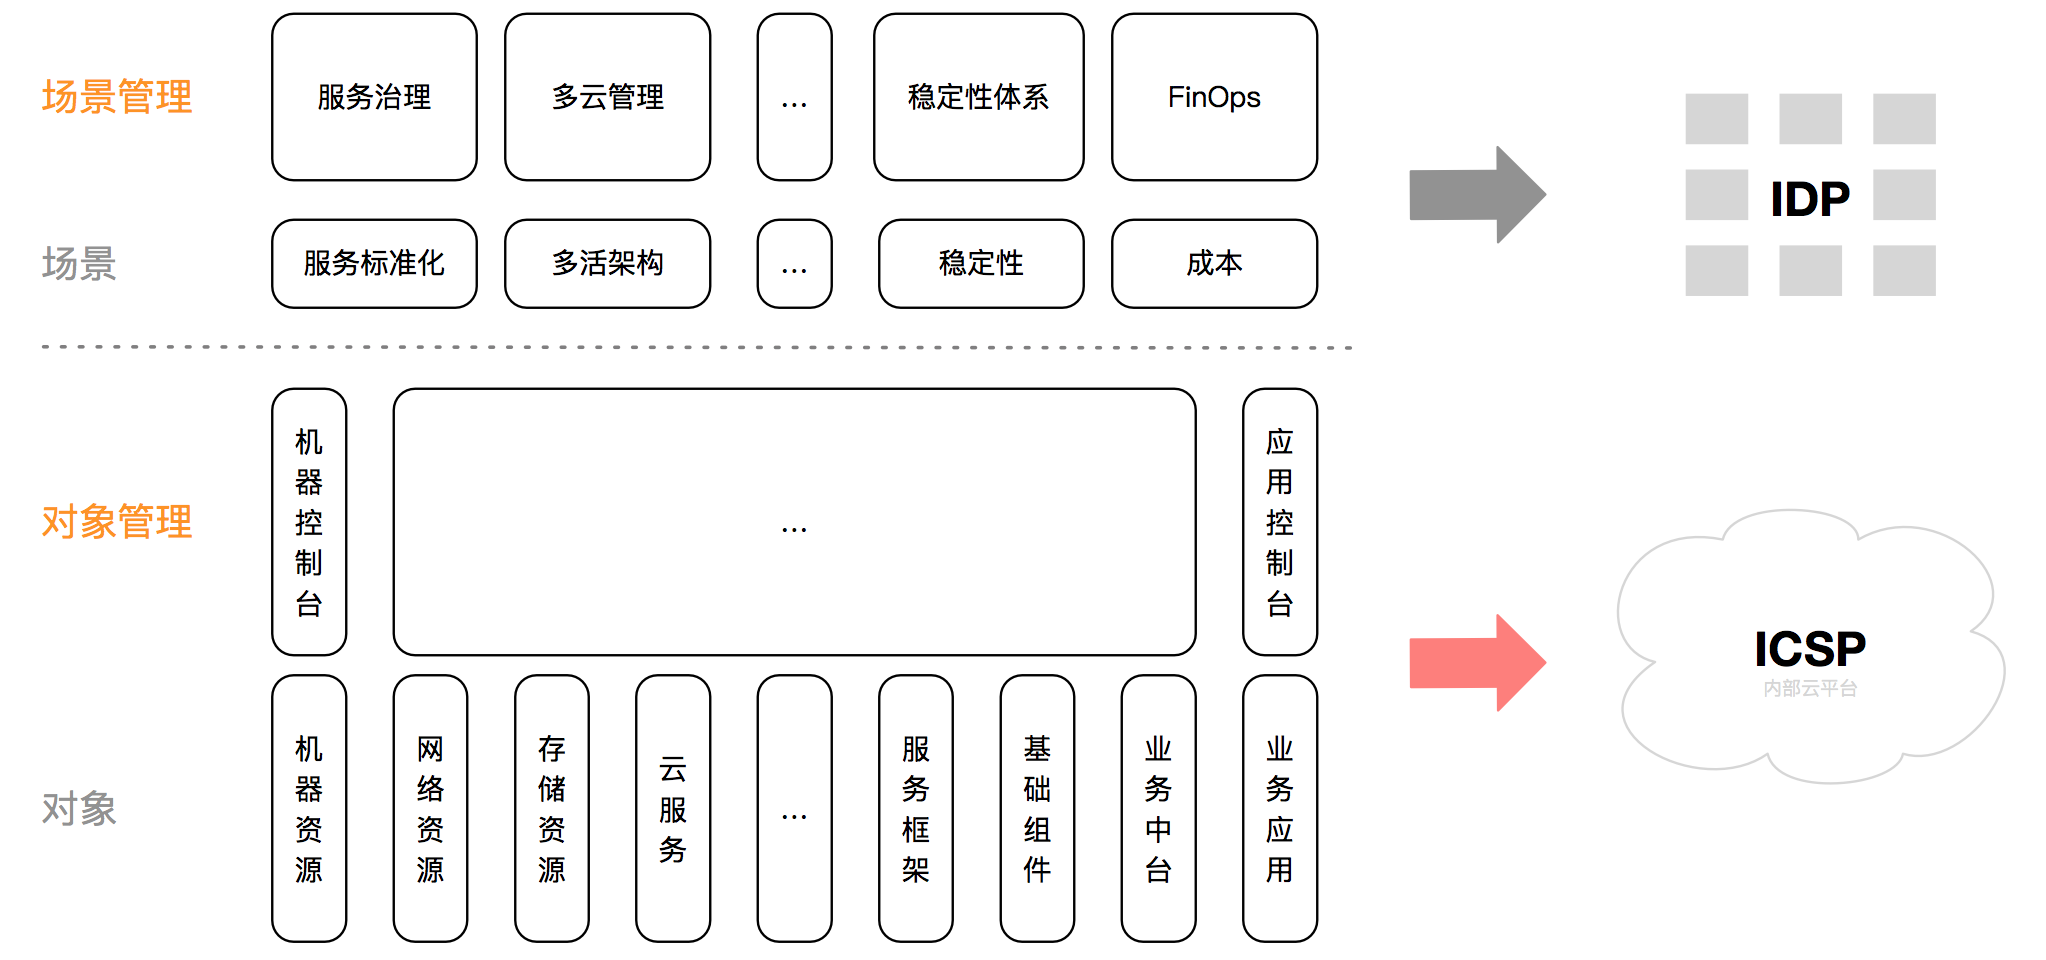 场景管理
服务治理
多云管理
...
稳定性体系
FinOps
场景
服务标准化
多活架构
...
稳定性
成本
IDP
对象管理
机器控制台
...
应用控制台
对象
机器资源
网络资源
存储资源
云服务
...
服务框架
基础组件
业务中台
业务应用
ICSP
内部云平台